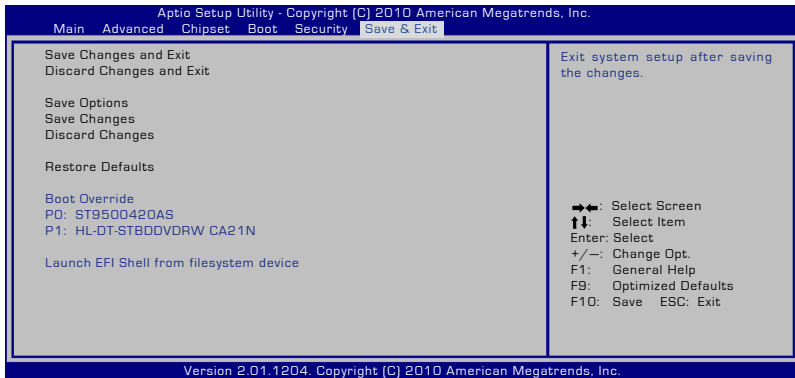 Aptio Setup Utility - Copyright (C) 2010 American Megatrends, Inc.
Main Advanced Chipset Boot Security Save & Exit
Save Changes and Exit
Discard Changes and Exit
Save Options
Save Changes
Discard Changes
Restore Defaults
Boot Override
P0: ST9500420AS
P1: HL-DT-STBDDVDRW CA21N
Launch EFI Shell from filesystem device
Exit system setup after saving
the changes.
→←: Select Screen
↑↓: Select Item
Enter: Select
+/—: Change Opt.
F1: General Help
F9: Optimized Defaults
F10: Save ESC: Exit
Version 2.01.1204. Copyright (C) 2010 American Megatrends, Inc.